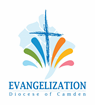 EVANGELIZATION
Diocese of Camden